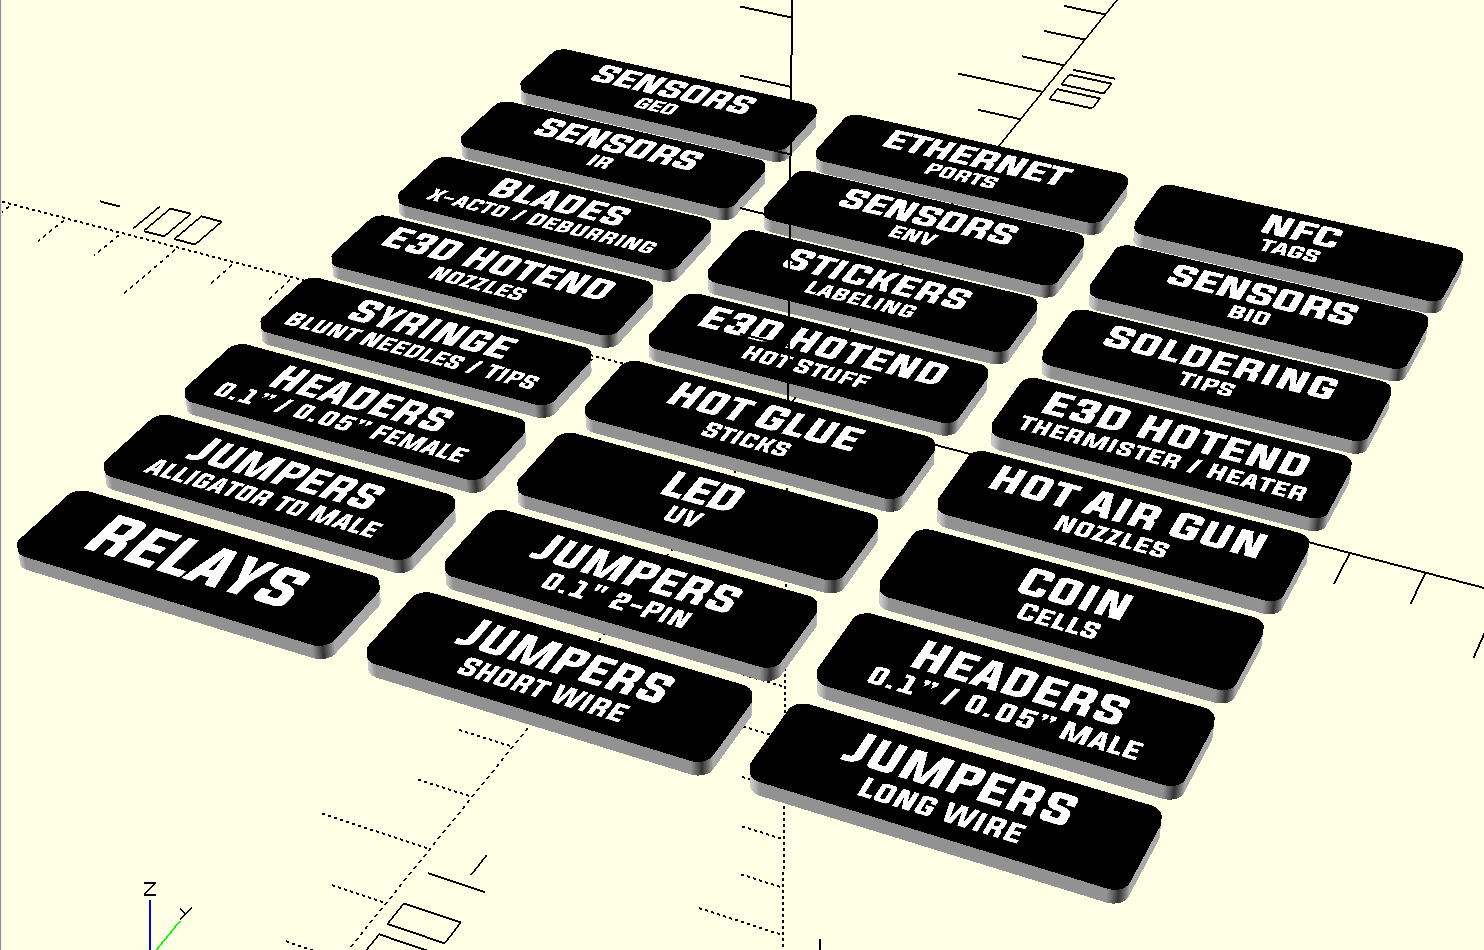 SENSORS
GEO
ETHERNET
PORTS
NFC
TAGS
SENSORS
IR
SENSORS
ENV
SENSORS
BIO
BLADES
X-ACTO / DEBURRING
STICKERS
LABELING
SOLDERING
TIPS
E3D HOTEND
NOZZLES
E3D HOTEND
HOT STUFF
E3D HOTEND
THERMISTER / HEATER
SYRINGE
BLUNT NEEDLES / TIPS
HOT GLUE
STICKS
HOT AIR GUN
NOZZLES
HEADERS
0.1" / 0.05" FEMALE
LED
UV
COIN
CELLS
JUMPERS
ALLIGATOR TO MALE
JUMPERS
0.1" 2-PIN
HEADERS
0.1" / 0.05" MALE
RELAYS
JUMPERS
SHORT WIRE
JUMPERS
LONG WIRE
Z
Y